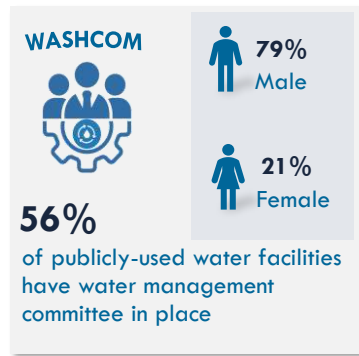 WASHCOM
79%
Male
21%
Female
56%
of publicly-used water facilities
have water management
committee in place